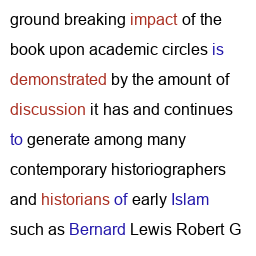 ground breaking impact of the
book upon academic circles is
demonstrated by the amount of
discussion it has and continues
to generate among many
contemporary historiographers
and historians of early Islam
such as Bernard Lewis Robert G